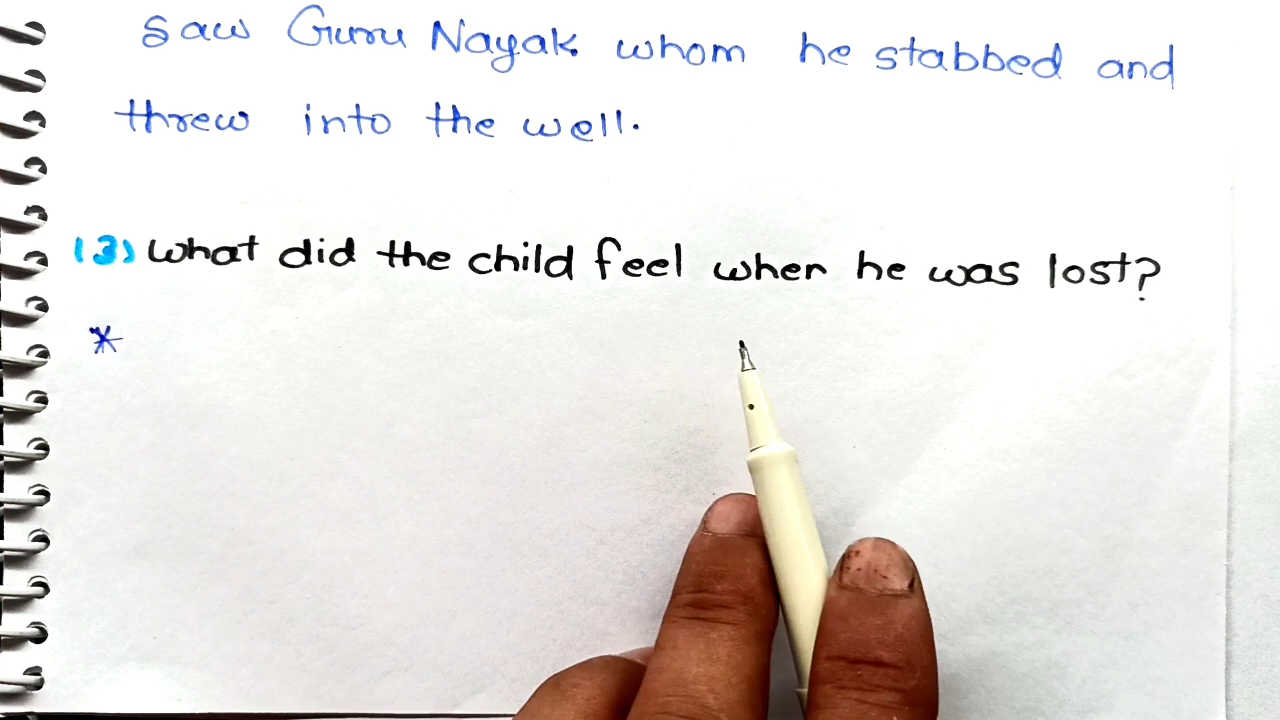 saw Guru Nayak whom he stabbed and
threw into the well.
(3) what did the child feel when he was lost?
*